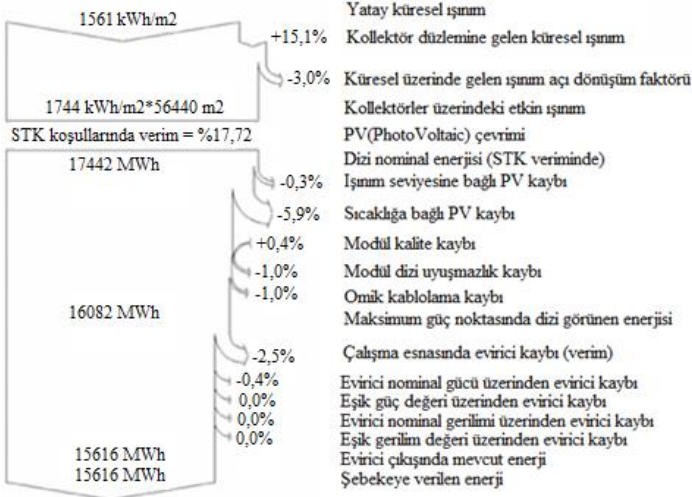 Yatay küresel ışınım
1561 kWh/m2
+15,1% Kollektör düzlemine gelen küresel ışınım
-3,0% Küresel üzerinde gelen ışınım açı dönüşüm faktörü
1744 kWh/m2*56440 m2 Kollektörler üzerindeki etkin ışınım
STK koşullarında verim = %17,72 PV(PhotoVoltaic) çevrimi
Dizi nominal enerjisi (STK veriminde)
17442 MWh
-0,3% Işınım seviyesine bağlı PV kaybı
-5,9% Sıcaklığa bağlı PV kaybı
+0,4% Modül kalite kaybı
-1,0% Modül dizi uyuşmazlık kaybı
-1,0% Omik kablolama kaybı
16082 MWh Maksimum güç noktasında dizi görünen enerjisi
-2,5% Çalışma esnasında evirici kaybı (verim)
-0,4% Evirici nominal gücü üzerinden evirici kaybı
0,0% Eşik güç değeri üzerinden evirici kaybı
0,0% Evirici nominal gerilimi üzerinden evirici kaybı
0,0% Eşik gerilim değeri üzerinden evirici kaybı
15616 MWh Evirici çıkışında mevcut enerji
15616 MWh Şebekeye verilen enerji